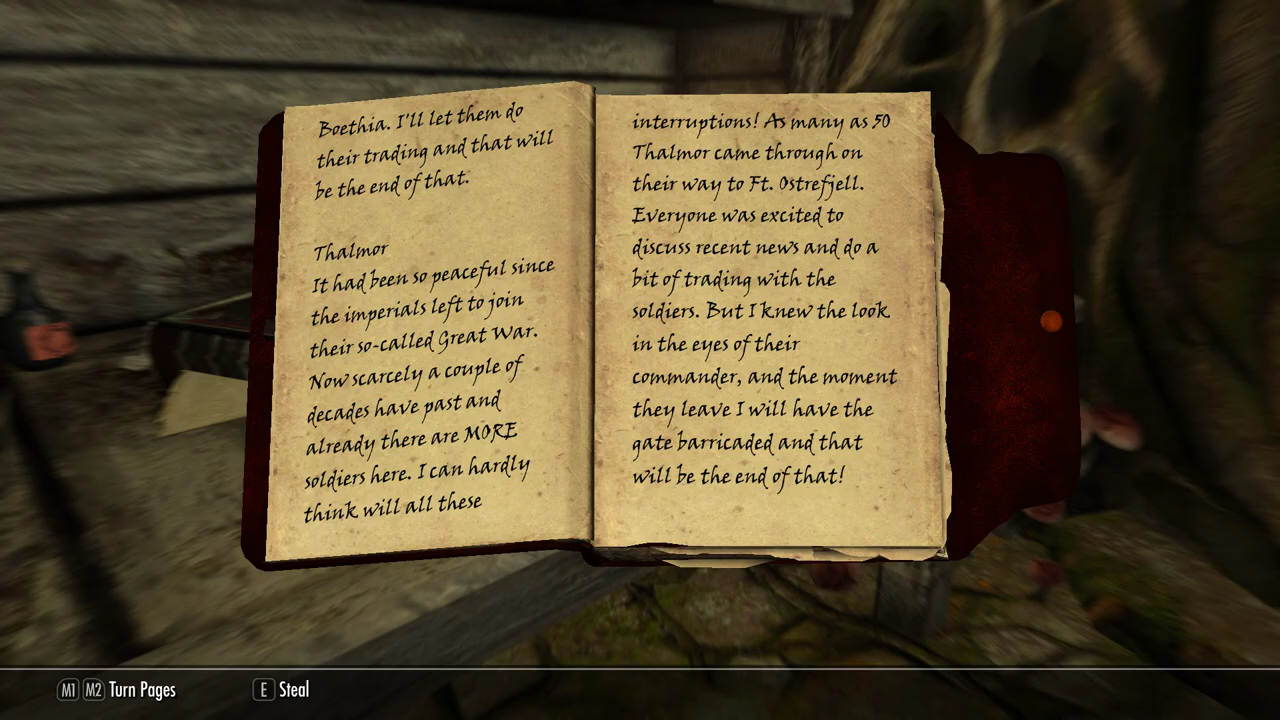 Boethia. I'll let them do
their trading and that will
be the end of that.
Thalmor
It had been so peaceful since
the imperials left to join
their so-called Great War.
Now scarcely a couple of
decades have past and
already there are MORE
soldiers here. I can hardly
think will all these
interruptions! As many as 50
Thalmor came through on
their way to Ft. Ostrefjell.
Everyone was excited to
discuss recent news and do a
bit of trading with the
soldiers. But I knew the look
in the eyes of their
commander, and the moment
they leave I will have the
gate barricaded and that
will be the end of that!
M1 M2 Turn Pages
E Steal